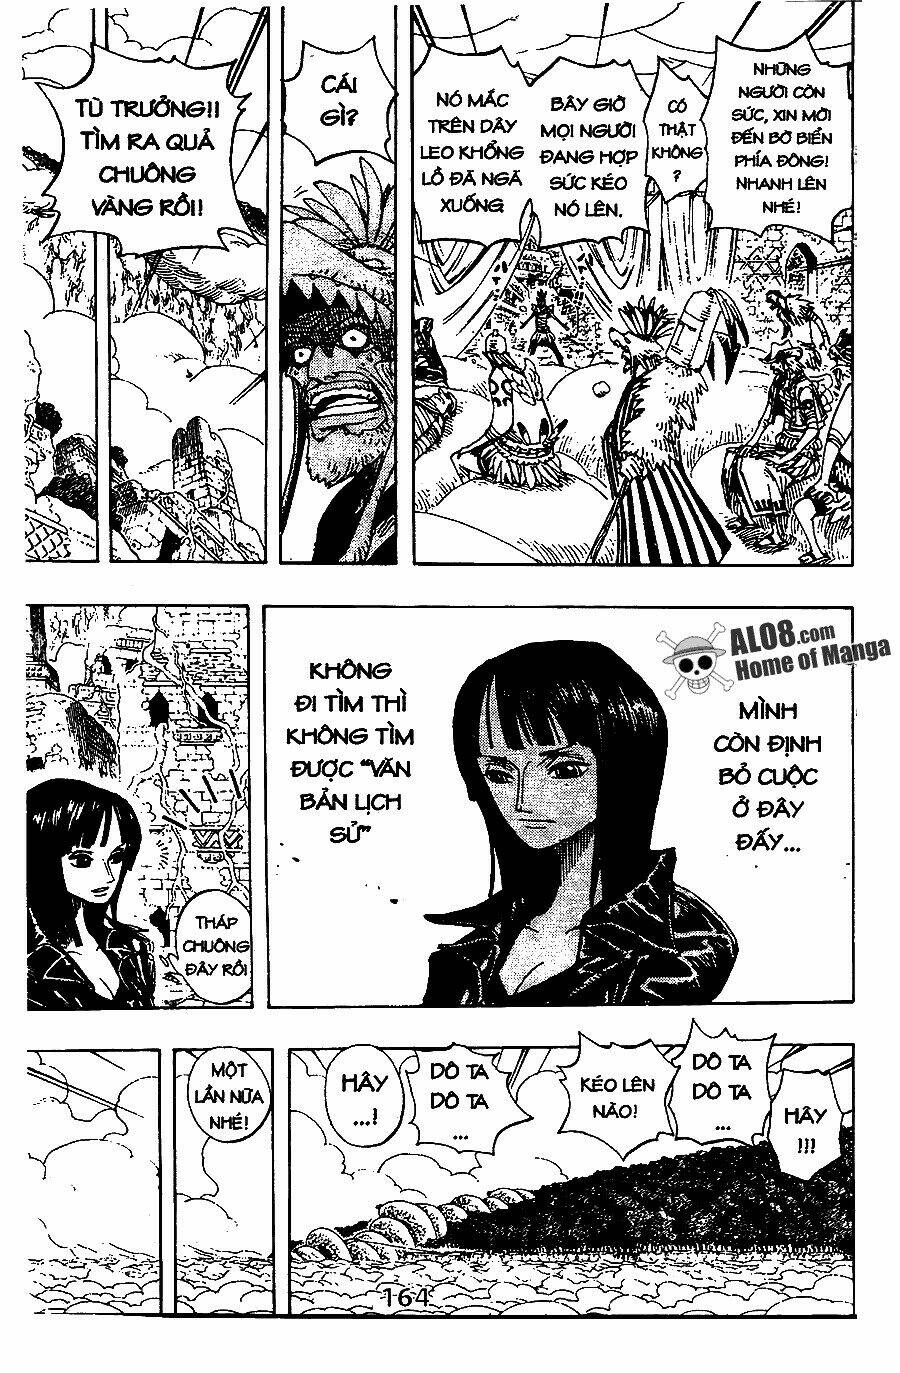 TÙ TRƯỞNG!!
TÌM RA QUẢ
CHUÔNG
VÀNG RỒI!
CÁI
GÌ?
NÓ MẮC
TRÊN DÂY
LEO KHỔNG
LỒ ĐÃ NGÃ
XUỐNG
BÂY GIỜ
MỌI NGƯỜI
ĐANG HỢP
SỨC KÉO
NÓ LÊN.
CÓ
THẬT
KHÔNG
?
NHỮNG
NGƯỜI CÒN
SỨC, XIN MỜI
ĐẾN BỜ BIỂN
PHÍA ĐÔNG!
NHANH LÊN
NHÉ!
THÁP
CHUÔNG
ĐÂY RỒI
KHÔNG
ĐI TÌM THÌ
KHÔNG TÌM
ĐƯỢC "VĂN
BẢN LỊCH
SỬ"
MÌNH
CÒN ĐỊNH
BỎ CUỘC
Ở ĐÂY
ĐẤY...
ALO8.com
Home of Manga
MỘT
LẦN NỮA
NHÉ!
HÂY
...!
DÔ TA
DÔ TA
...
KÉO LÊN
NÀO!
DÔ TA
DÔ TA
...
HÂY
!!!
164